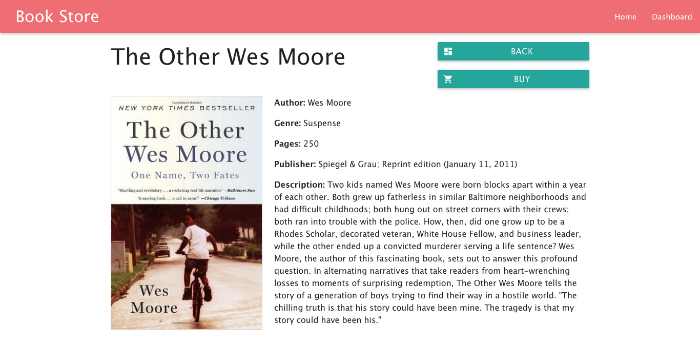 Book Store
Home Dashboard
The Other Wes Moore
BACK
BUY
NEW YORK TIMES BESTSELLER
The Other
Wes Moore
One Name, Two Fates
"Startling and revelatory . . . a rocketing real-life narrative" —Baltimore Sun
"A moving book . . . a call to arms" —Chicago Tribune
Wes
Moore
Author: Wes Moore
Genre: Suspense
Pages: 250
Publisher: Spiegel & Grau; Reprint edition (January 11, 2011)
Description: Two kids named Wes Moore were born blocks apart within a year
of each other. Both grew up fatherless in similar Baltimore neighborhoods and
had difficult childhoods; both hung out on street corners with their crews;
both ran into trouble with the police. How, then, did one grow up to be a
Rhodes Scholar, decorated veteran, White House Fellow, and business leader,
while the other ended up a convicted murderer serving a life sentence? Wes
Moore, the author of this fascinating book, sets out to answer this profound
question. In alternating narratives that take readers from heart-wrenching
losses to moments of surprising redemption, The Other Wes Moore tells the
story of a generation of boys trying to find their way in a hostile world. "The
chilling truth is that his story could have been mine. The tragedy is that my
story could have been his."